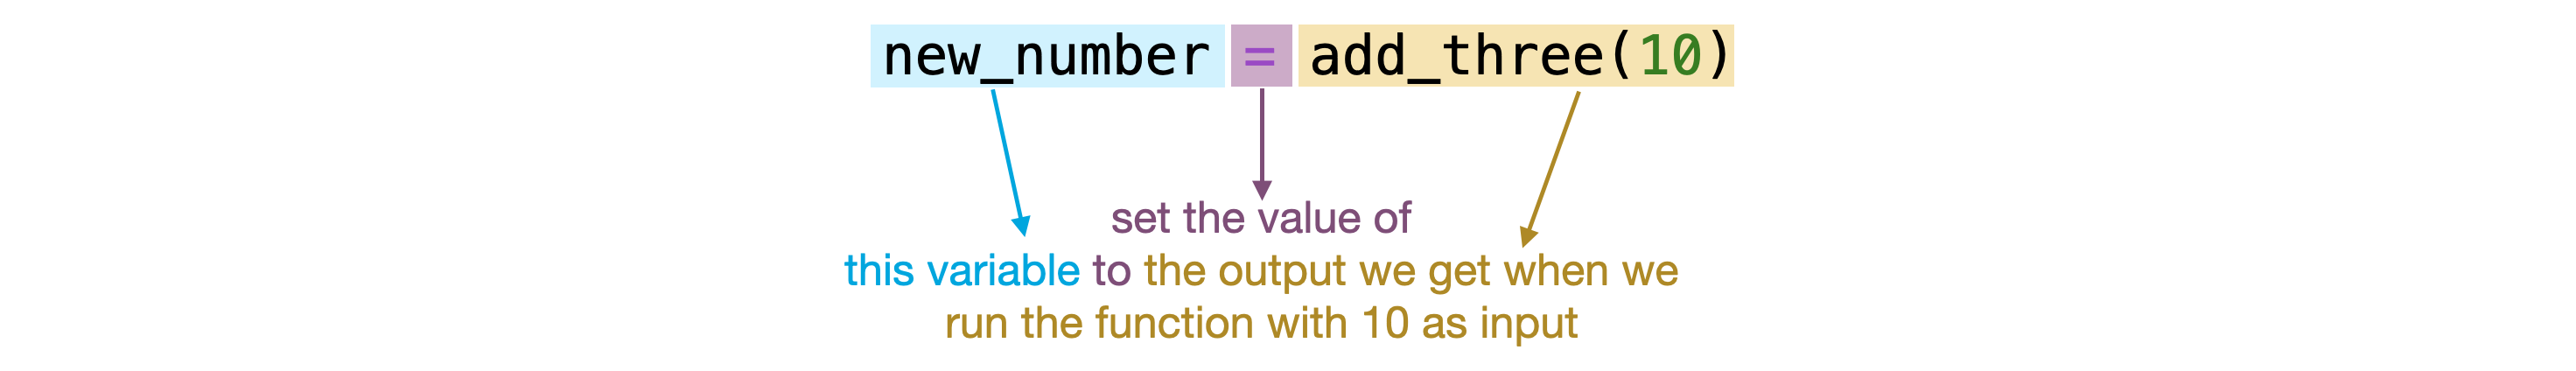 new_number = add_three(10)
set the value of
this variable to the output we get when we
run the function with 10 as input